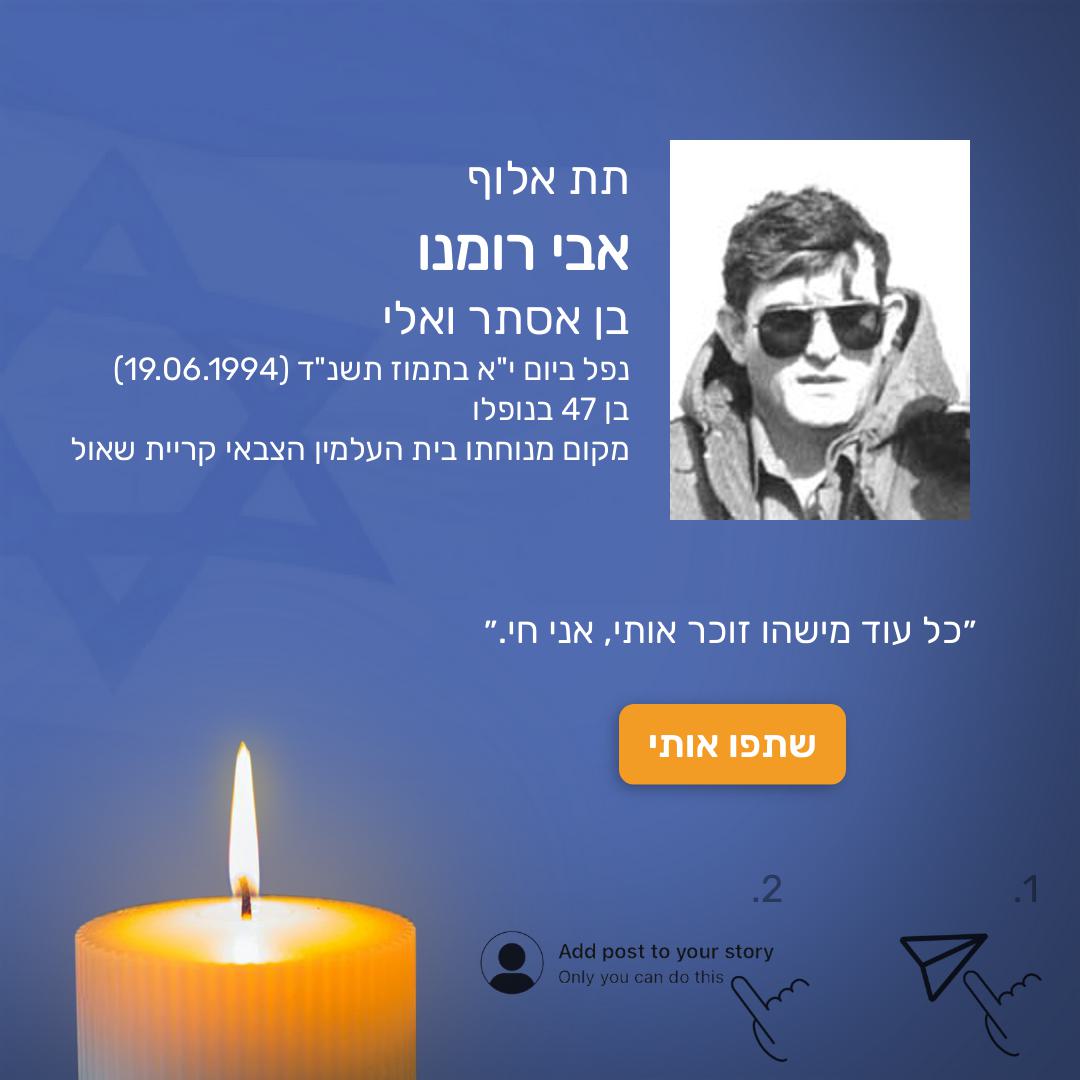 תת אלוף
אבי רומנו
בן אסתר ואלי
נפל ביום י"א בתמוז תשנ"ד (19.06.1994)
בן 47 בנופלו
מקום מנוחתו בית העלמין הצבאי קריית שאול
״כל עוד מישהו זוכר אותי, אני חי.״
שתפו אותי
1.
2.
Add post to your story
Only you can do this